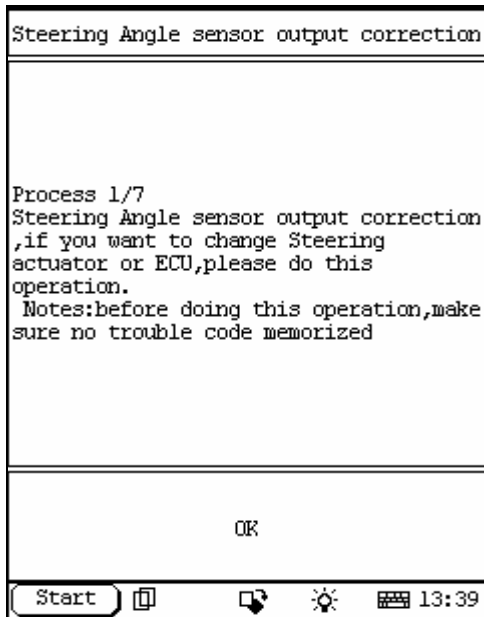 Steering Angle sensor output correction
Process 1/7
Steering Angle sensor output correction
,if you want to change Steering
actuator or ECU,please do this
operation.
Notes:before doing this operation,make
sure no trouble code memorized
OK
Start 13:39